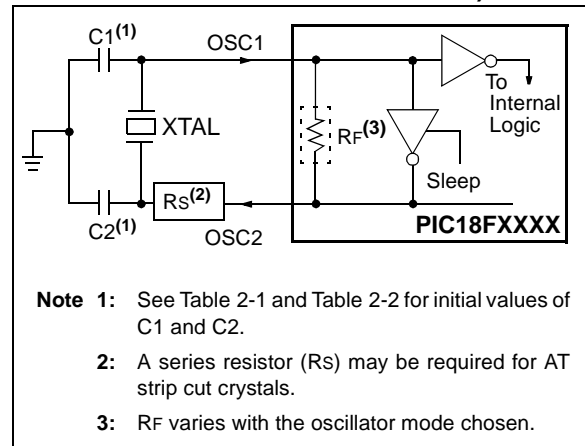 C1(1)
OSC1
To
Internal
Logic
XTAL
RF(3)
Sleep
C2(1)
RS(2)
OSC2
PIC18FXXXX
Note 1: See Table 2-1 and Table 2-2 for initial values of
C1 and C2.
2: A series resistor (RS) may be required for AT
strip cut crystals.
3: RF varies with the oscillator mode chosen.